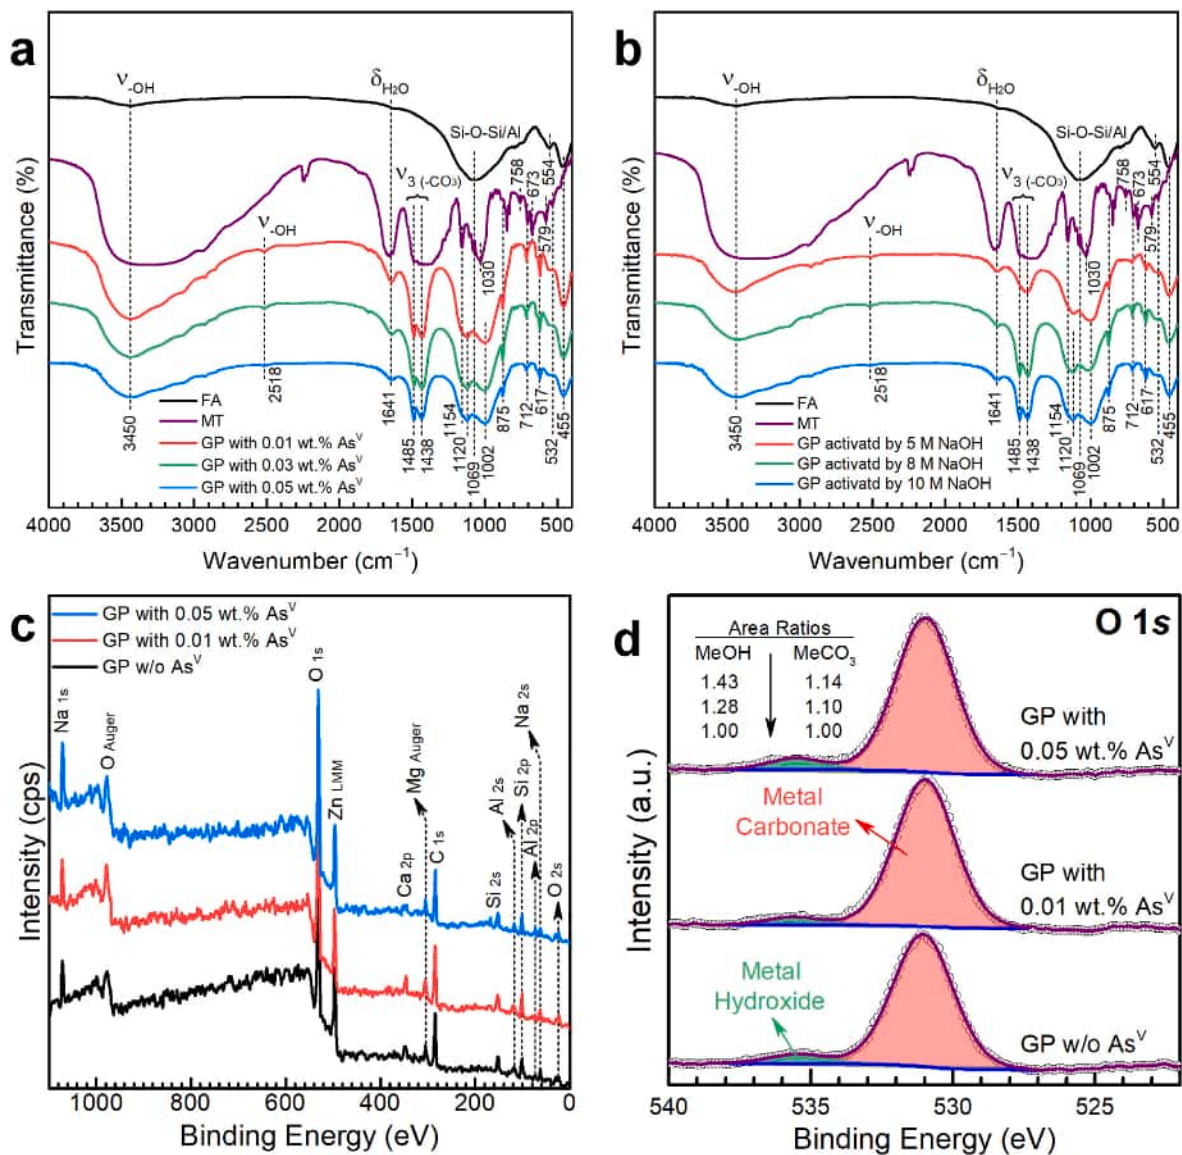 a
ν-OH
δH₂O
Si-O-Si/Al
ν3 (-CO₃)
ν-OH
758
673
554
579
1030
2518
3450
1641
1485
1438
1154
1120
1069
1002
875
712
617
532
455
FA
MT
GP with 0.01 wt.% Asⱽ
GP with 0.03 wt.% Asⱽ
GP with 0.05 wt.% Asⱽ
Transmittance (%)
4000 3500 3000 2500 2000 1500 1000 500
Wavenumber (cm⁻¹)
b
ν-OH
δH₂O
Si-O-Si/Al
ν3 (-CO₃)
ν-OH
758
673
554
579
1030
2518
3450
1641
1485
1438
1154
1120
1069
1002
875
712
617
532
455
FA
MT
GP activatd by 5 M NaOH
GP activatd by 8 M NaOH
GP activatd by 10 M NaOH
Transmittance (%)
4000 3500 3000 2500 2000 1500 1000 500
Wavenumber (cm⁻¹)
c
GP with 0.05 wt.% Asⱽ
GP with 0.01 wt.% Asⱽ
GP w/o Asⱽ
Na 1s
O Auger
O 1s
Zn LMM
Ca 2p
Mg Auger
C 1s
Si 2s
Al 2s
Si 2p
Na 2s
Al 2p
O 2s
Intensity (cps)
1000 800 600 400 200 0
Binding Energy (eV)
d
O 1s
Area Ratios
MeOH MeCO₃
1.43 1.14
1.28 1.10
1.00 1.00
GP with
0.05 wt.% Asⱽ
Metal
Carbonate
GP with
0.01 wt.% Asⱽ
Metal
Hydroxide
GP w/o Asⱽ
Intensity (a.u.)
540 535 530 525
Binding Energy (eV)